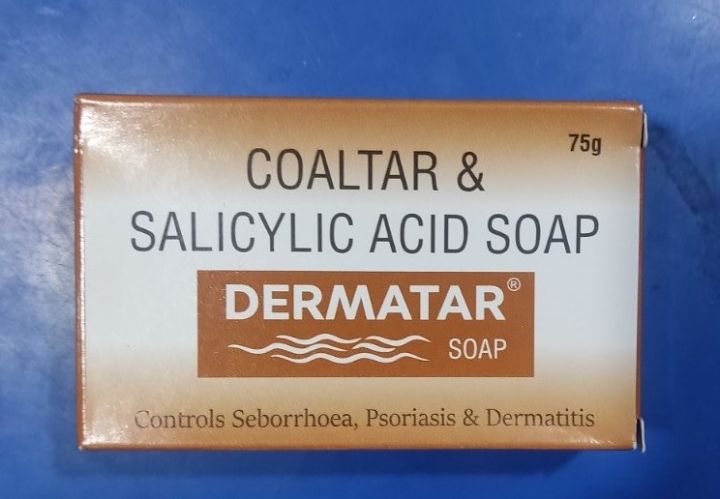 75g
COALTAR &
SALICYLIC ACID SOAP
DERMATAR®
SOAP
Controls Seborrhoea, Psoriasis & Dermatitis